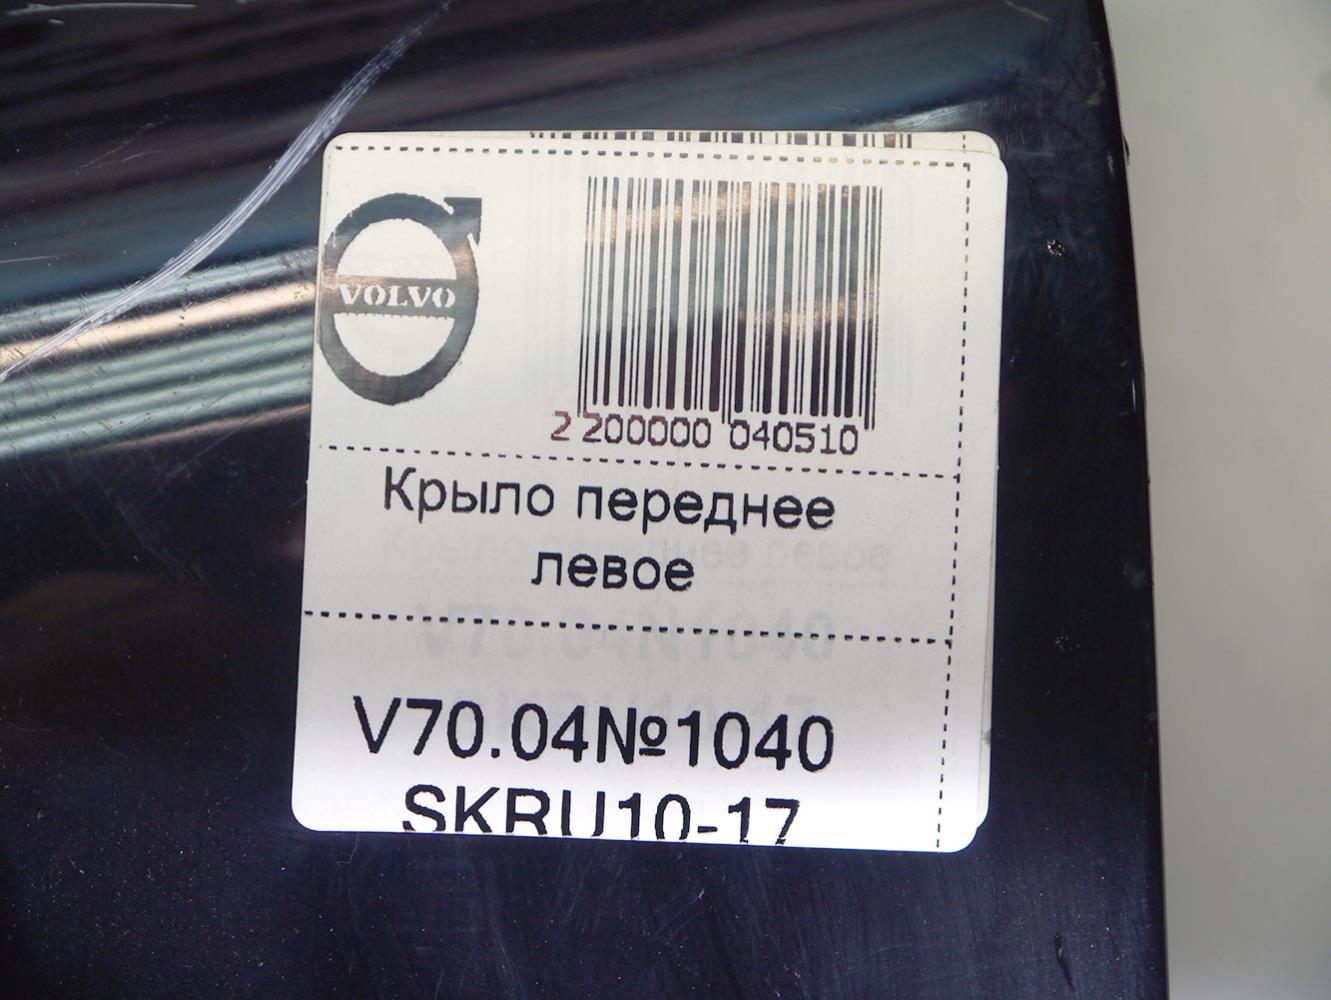 VOLVO
2 200000 040510
Крыло переднее
левое
V70.04№1040
SKRU10-17